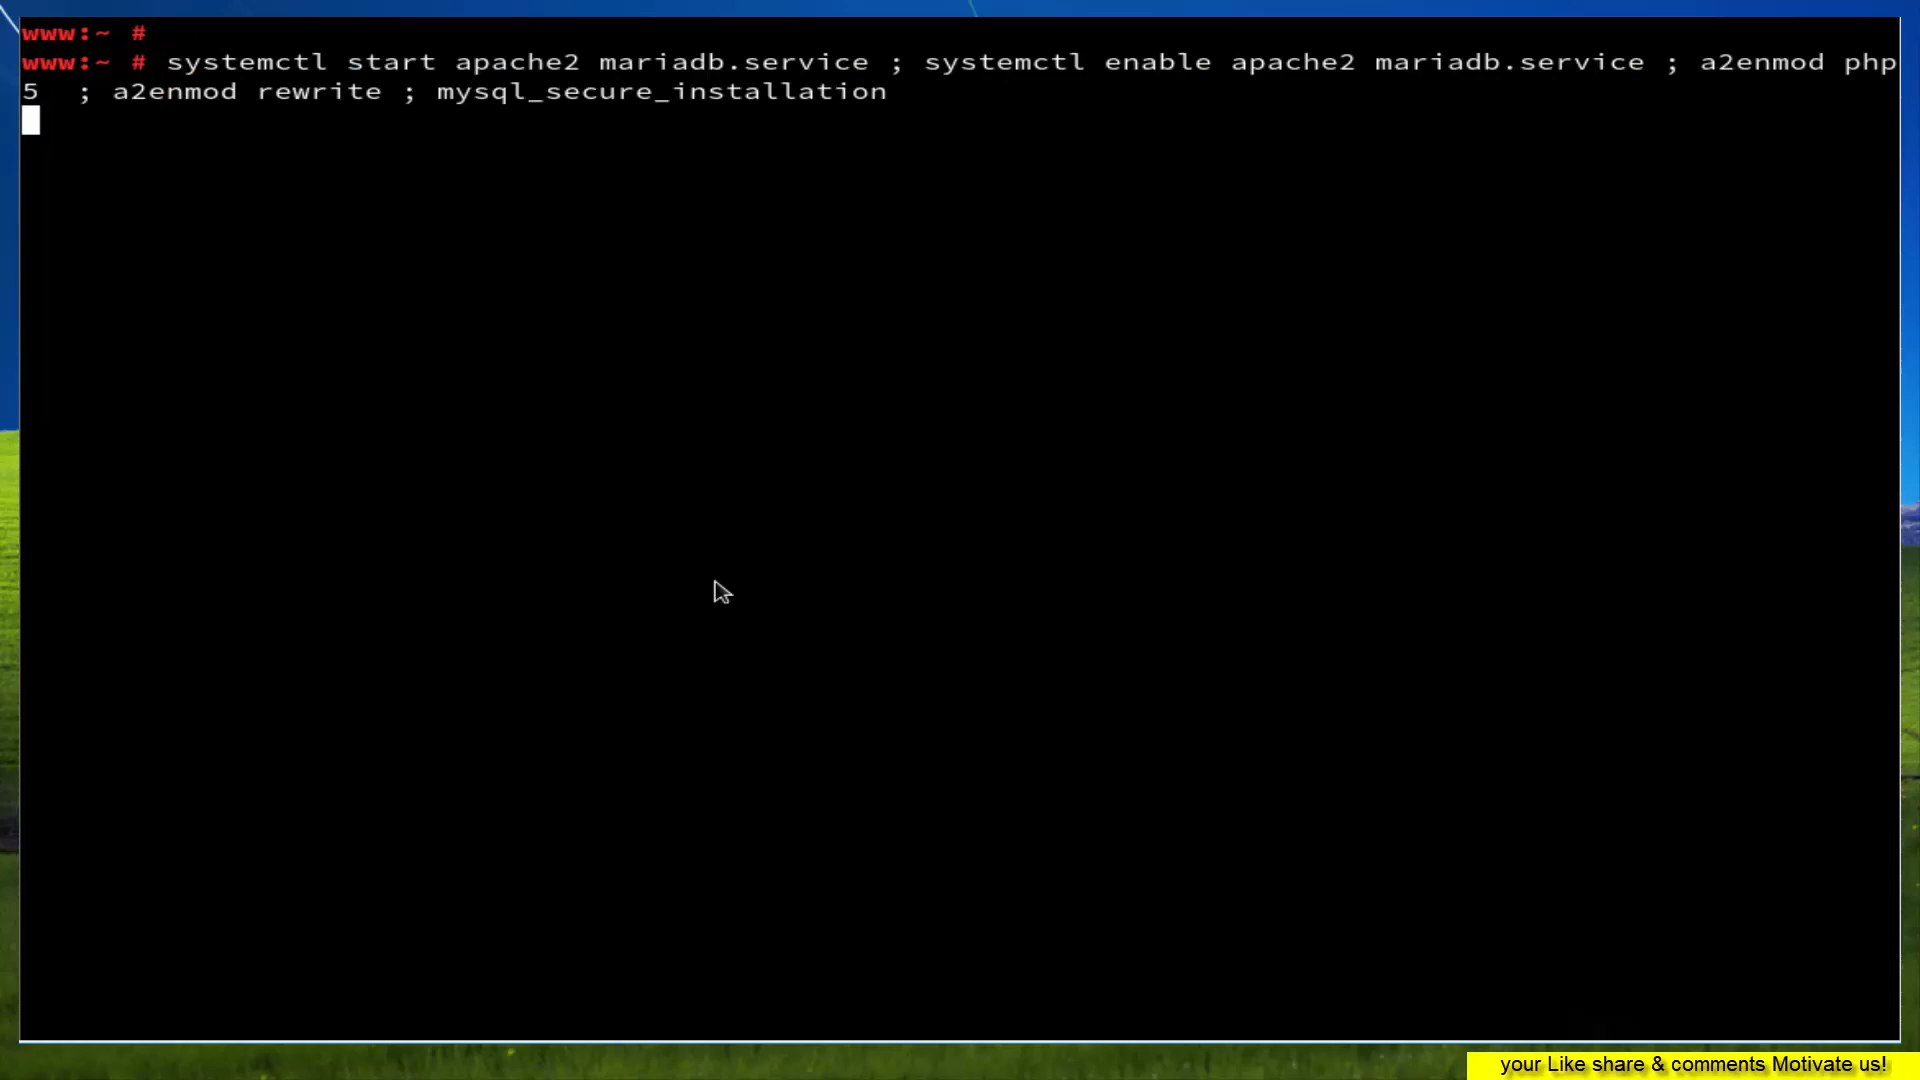 www:~ #
www:~ # systemctl start apache2 mariadb.service ; systemctl enable apache2 mariadb.service ; a2enmod php
5  ; a2enmod rewrite ; mysql_secure_installation
your Like share & comments Motivate us!